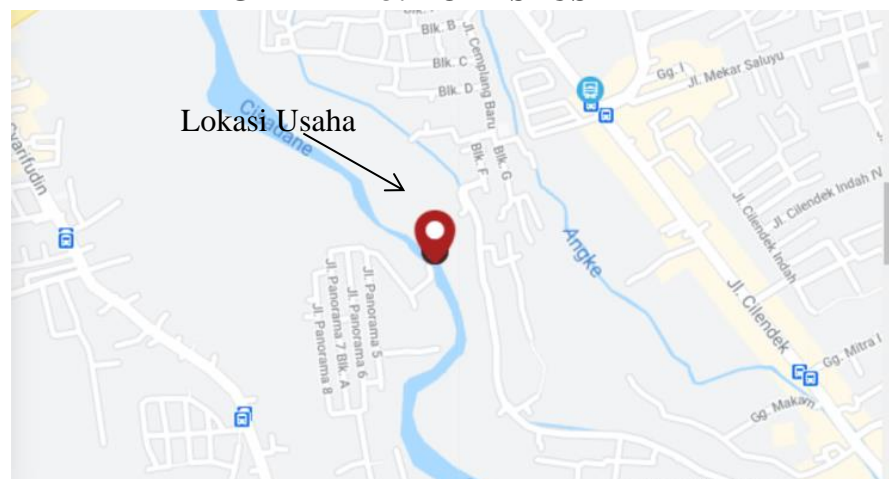 Blk. B
Jl. Cemplang Baru
Blk. C
Blk. D
Gg. I
Jl. Mekar Saluyu
Cisadane
Lokasi Usaha
Blk. F
Blk. G
Syarifudin
Jl. Cilendek Indah IV
Jl. Cilendek Indah
Angke
Jl. Panorama 5
Jl. Panorama 6
Jl. Panorama 7 Blk. A
Jl. Panorama 8
Jl. Cilendek
Gg. Mitra I
Gg. Makam